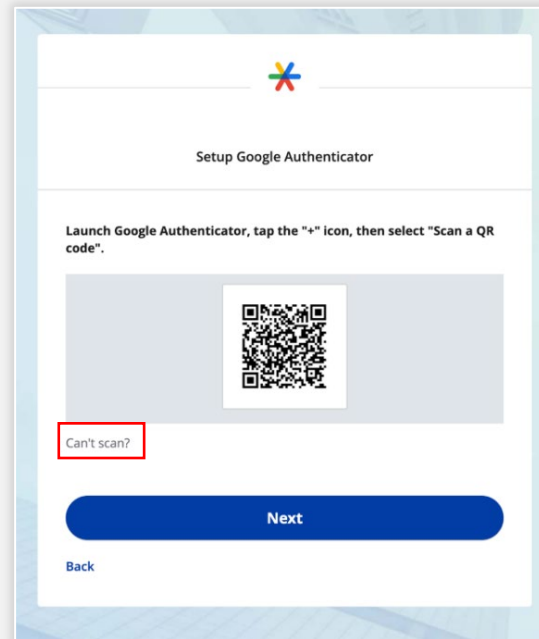 Setup Google Authenticator
Launch Google Authenticator, tap the "+" icon, then select "Scan a QR
code".
Can't scan?
Next
Back